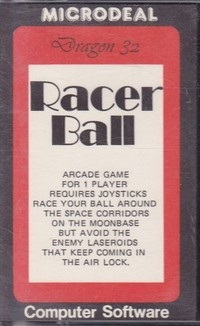 MICRODEAL
Dragon 32
Racer
Ball
ARCADE GAME
FOR 1 PLAYER
REQUIRES JOYSTICKS
RACE YOUR BALL AROUND
THE SPACE CORRIDORS
ON THE MOONBASE
BUT AVOID THE
ENEMY LASEROIDS
THAT KEEP COMING IN
THE AIR LOCK.
Computer Software